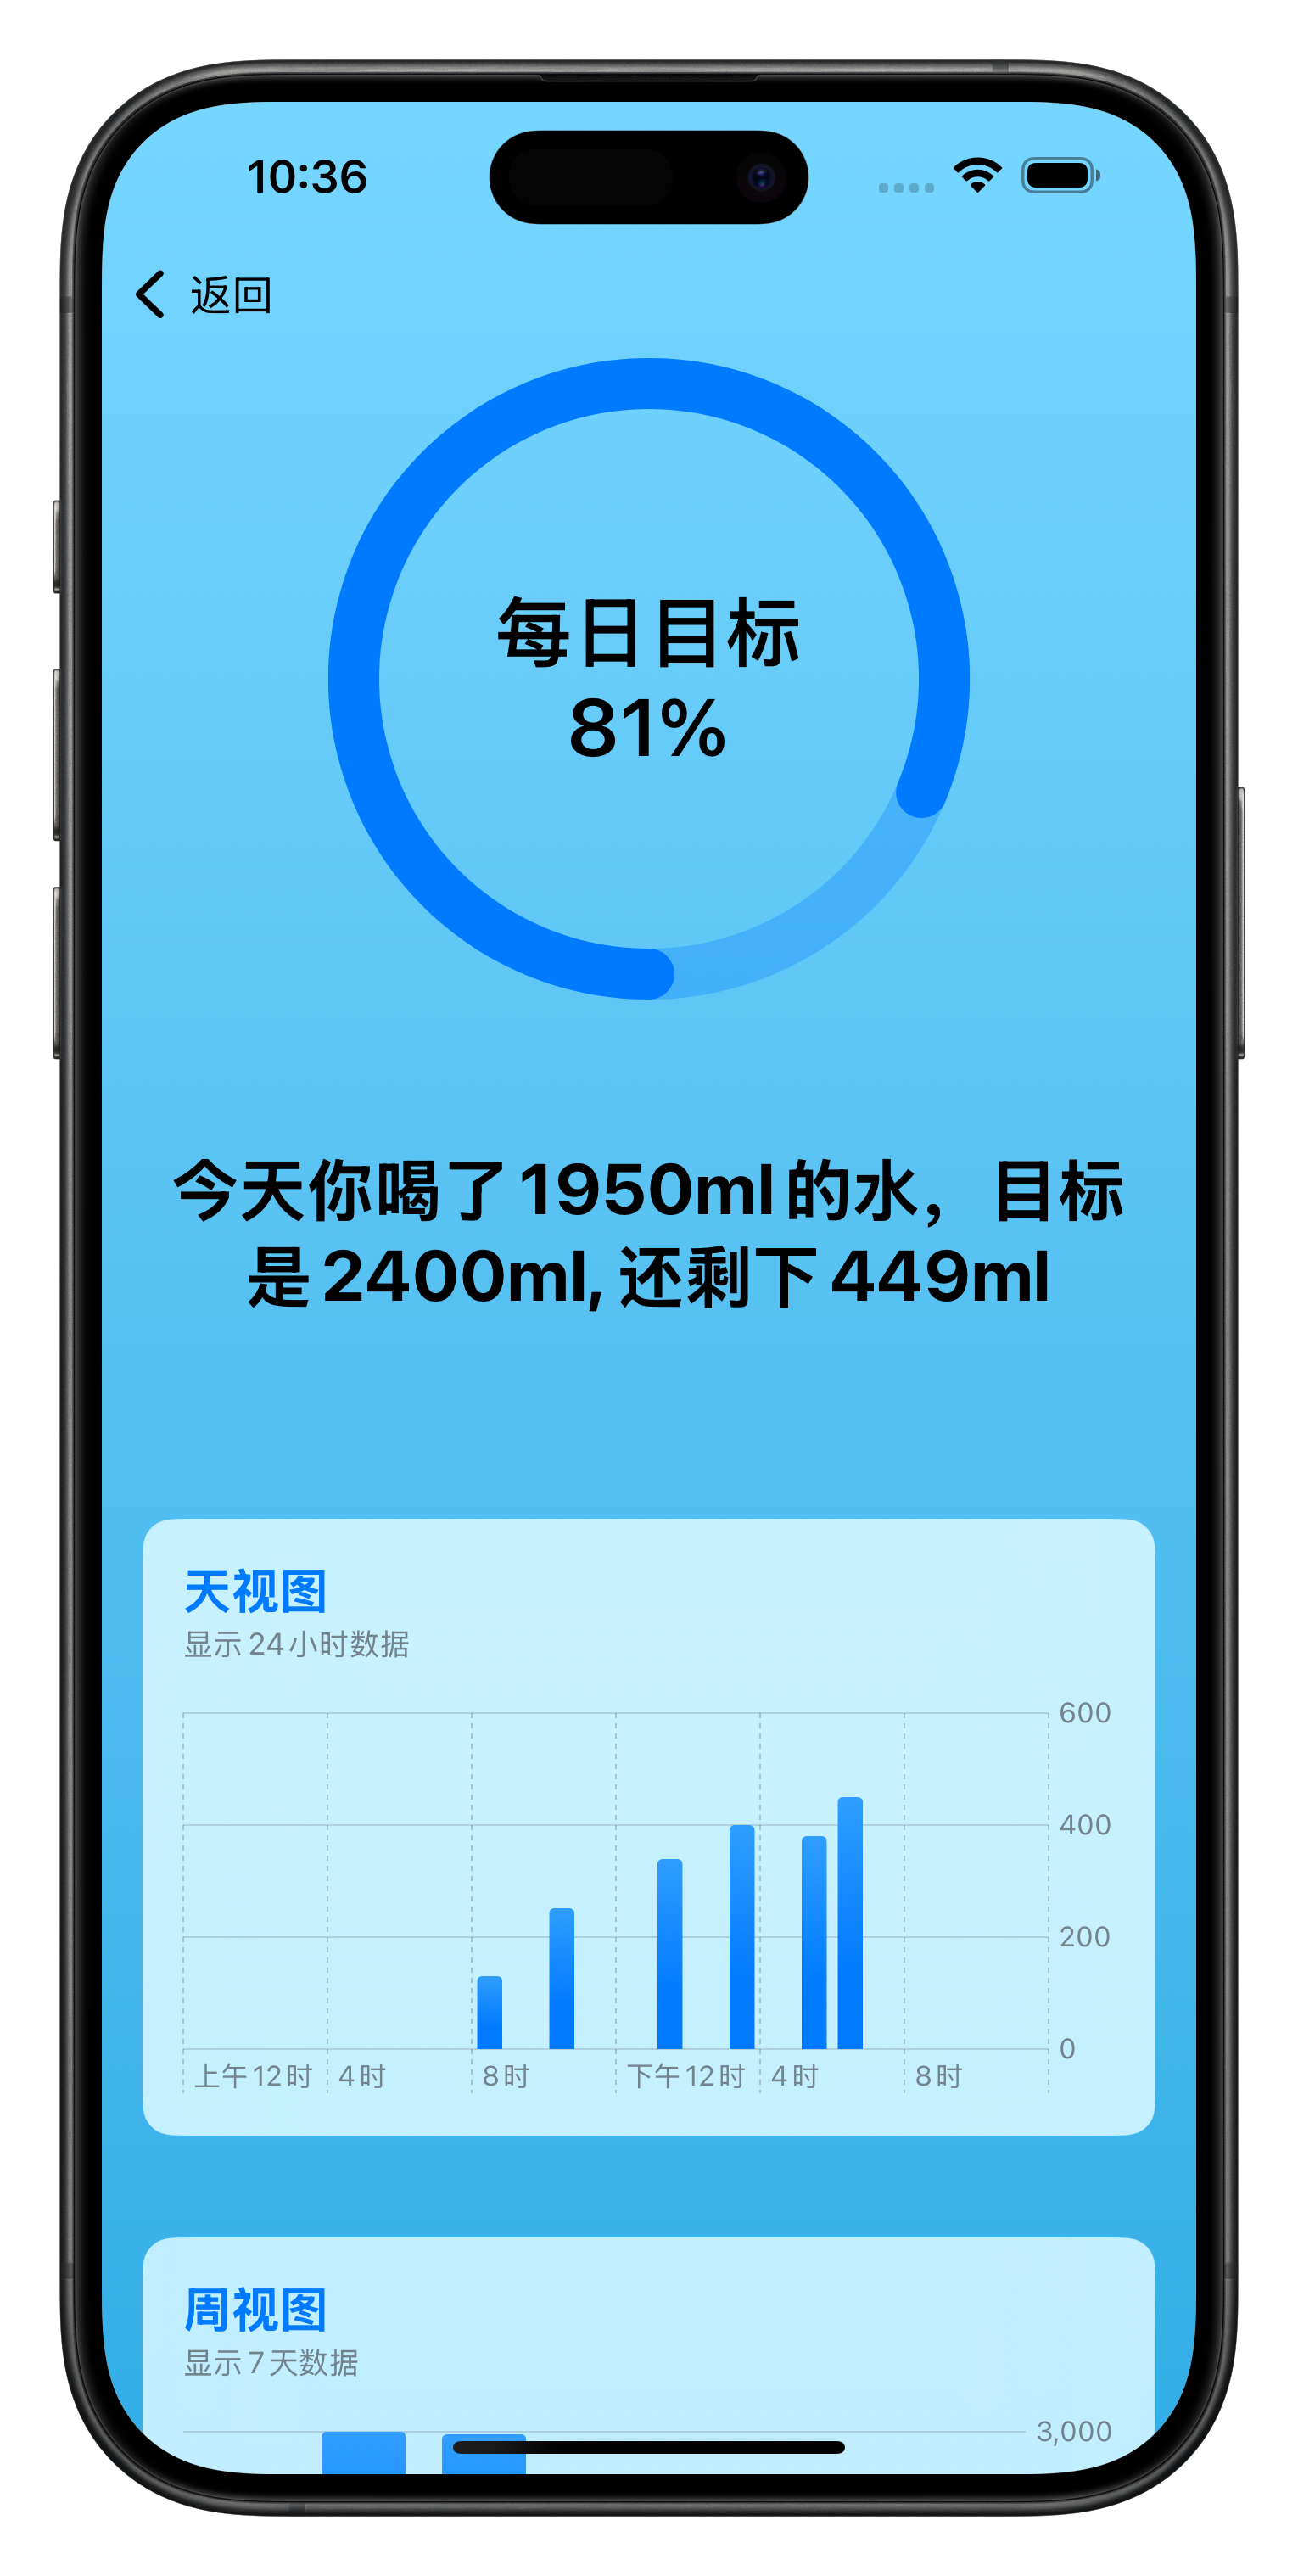 10:36
返回
每日目标
81%
今天你喝了1950ml的水，目标
是2400ml, 还剩下449ml
天视图
显示24小时数据
600
400
200
0
上午12时 4时 8时 下午12时 4时 8时
周视图
显示7天数据
3,000